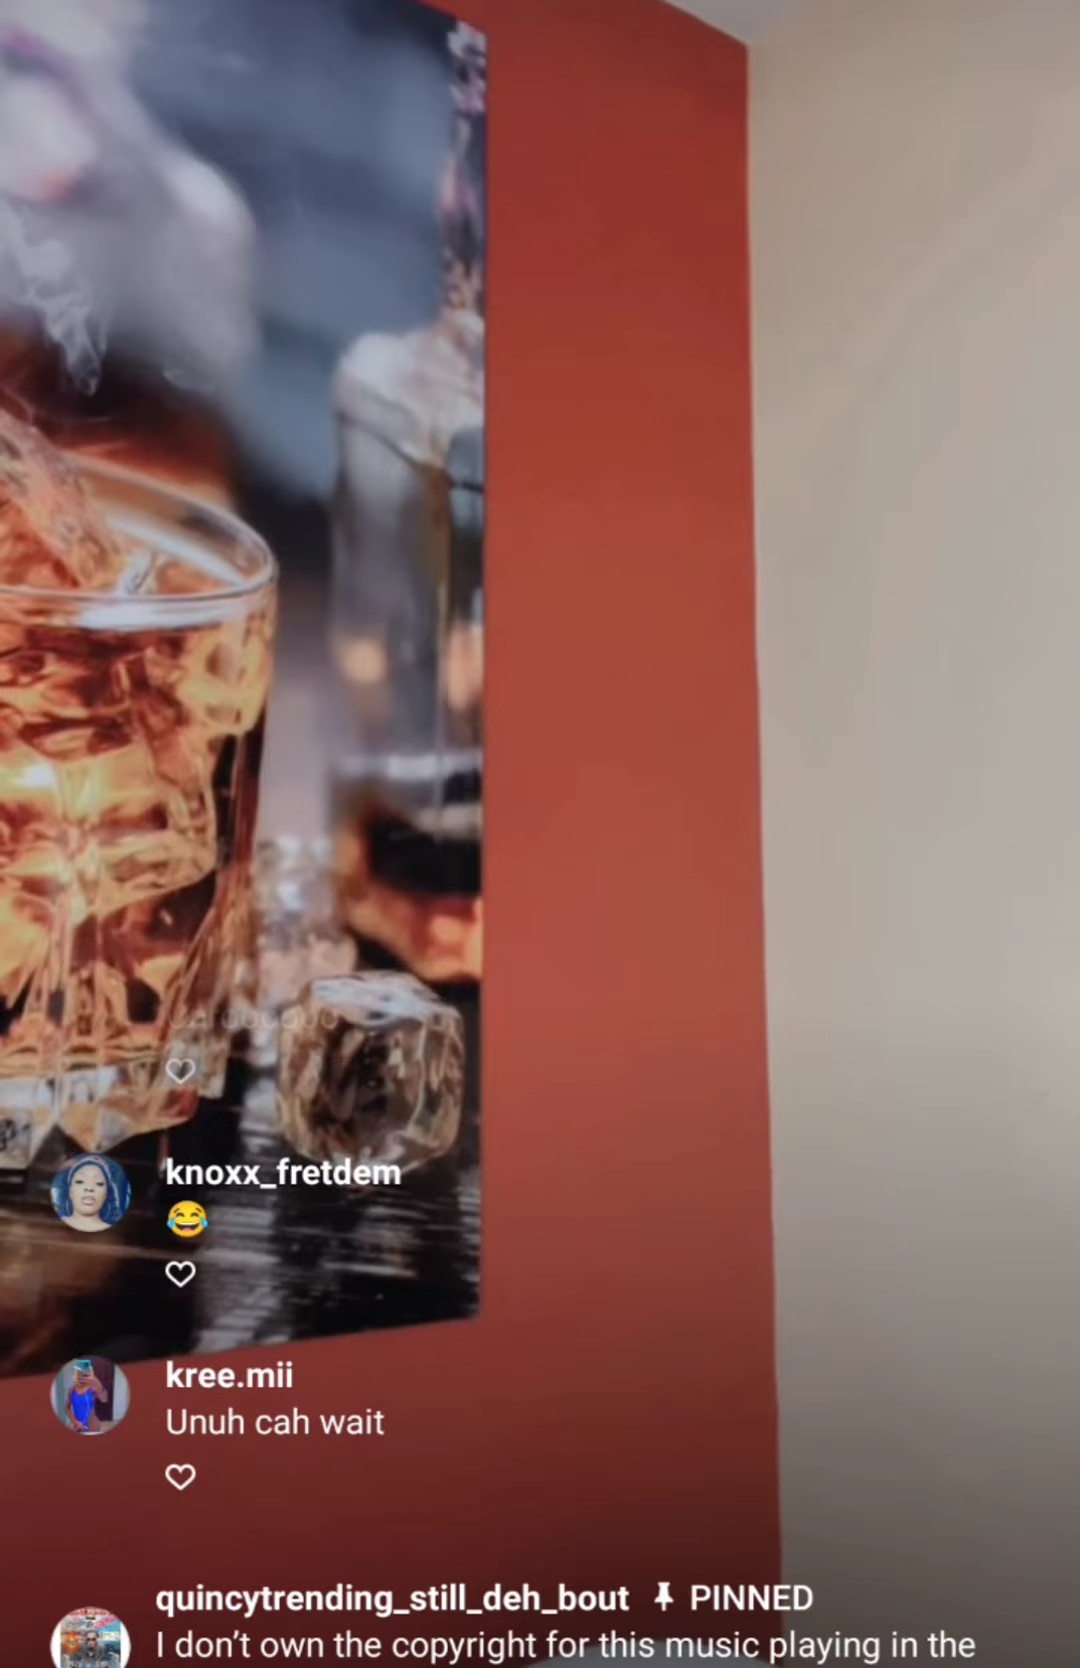 knoxx_fretdem
😂
kree.mii
Unuh cah wait
quincytrending_still_deh_bout 📌 PINNED
I don't own the copyright for this music playing in the